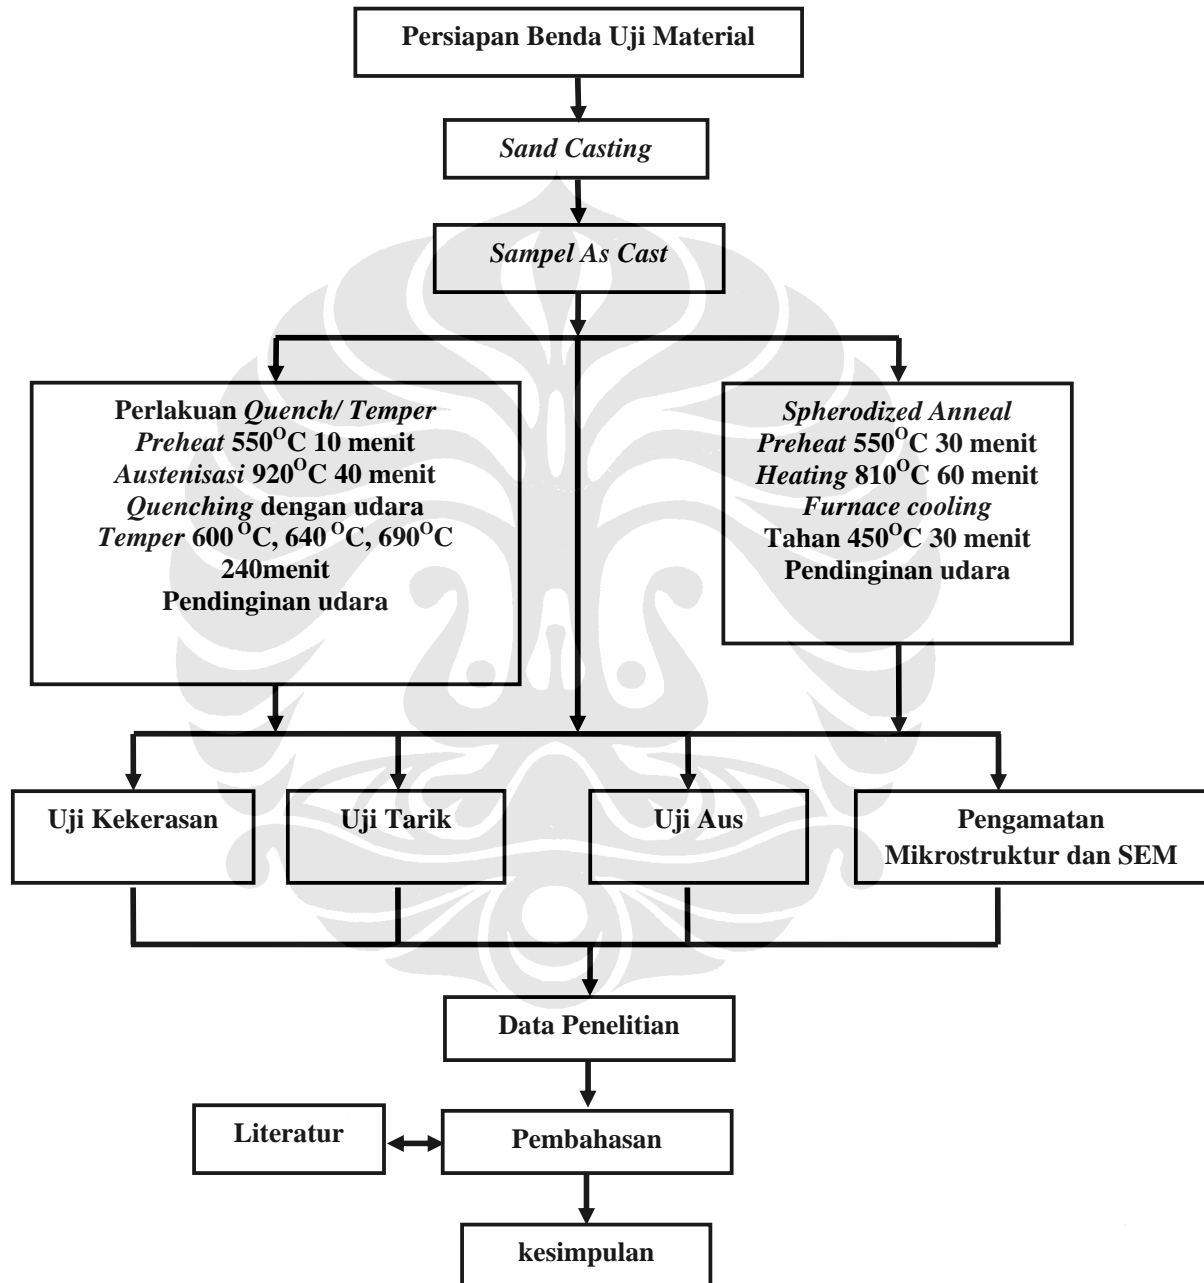 Persiapan Benda Uji Material
Sand Casting
Sampel As Cast
Perlakuan Quench/ Temper
Preheat 550°C 10 menit
Austenisasi 920°C 40 menit
Quenching dengan udara
Temper 600 °C, 640 °C, 690°C
240menit
Pendinginan udara
Spherodized Anneal
Preheat 550°C 30 menit
Heating 810°C 60 menit
Furnace cooling
Tahan 450°C 30 menit
Pendinginan udara
Uji Kekerasan
Uji Tarik
Uji Aus
Pengamatan
Mikrostruktur dan SEM
Data Penelitian
Literatur
Pembahasan
kesimpulan